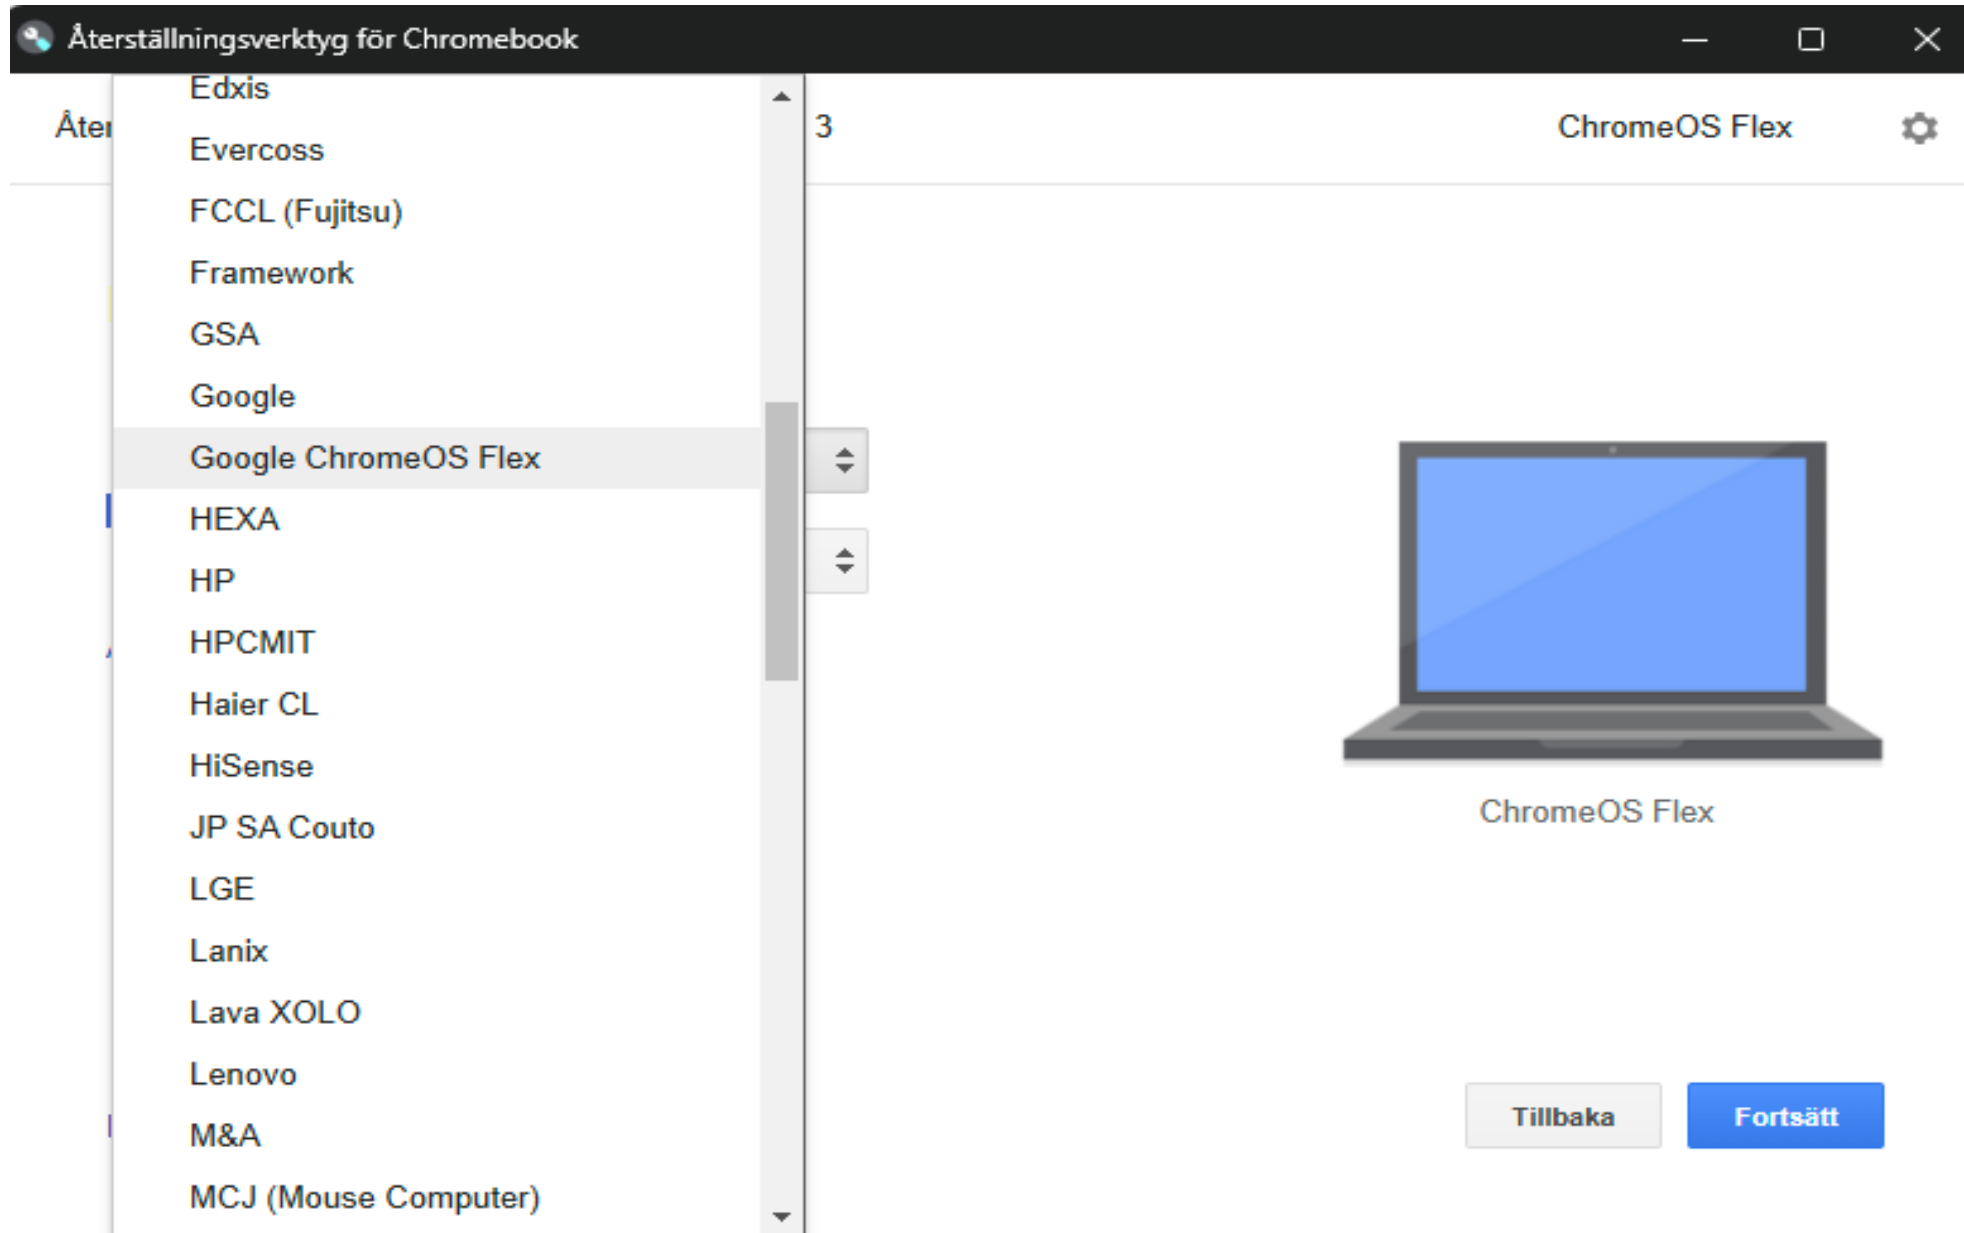 Återställningsverktyg för Chromebook
3
ChromeOS Flex
Edxis
Evercoss
FCCL (Fujitsu)
Framework
GSA
Google
Google ChromeOS Flex
HEXA
HP
HPCMIT
Haier CL
HiSense
JP SA Couto
LGE
Lanix
Lava XOLO
Lenovo
M&A
MCJ (Mouse Computer)
ChromeOS Flex
Tillbaka
Fortsätt